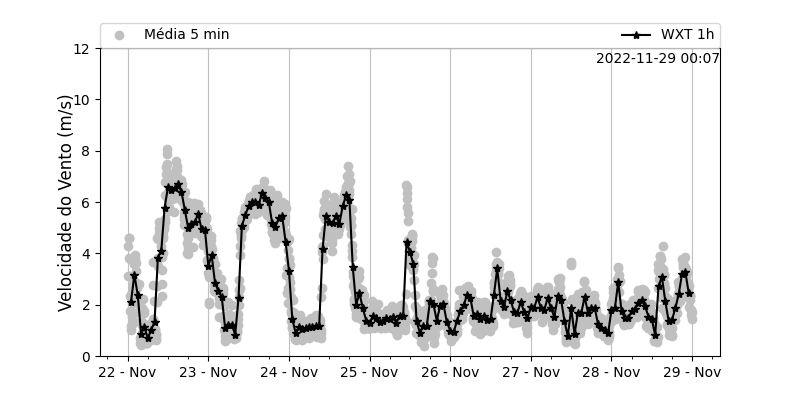 Média 5 min
WXT 1h
2022-11-29 00:07
Velocidade do Vento (m/s)
12
10
8
6
4
2
0
22 - Nov 23 - Nov 24 - Nov 25 - Nov 26 - Nov 27 - Nov 28 - Nov 29 - Nov